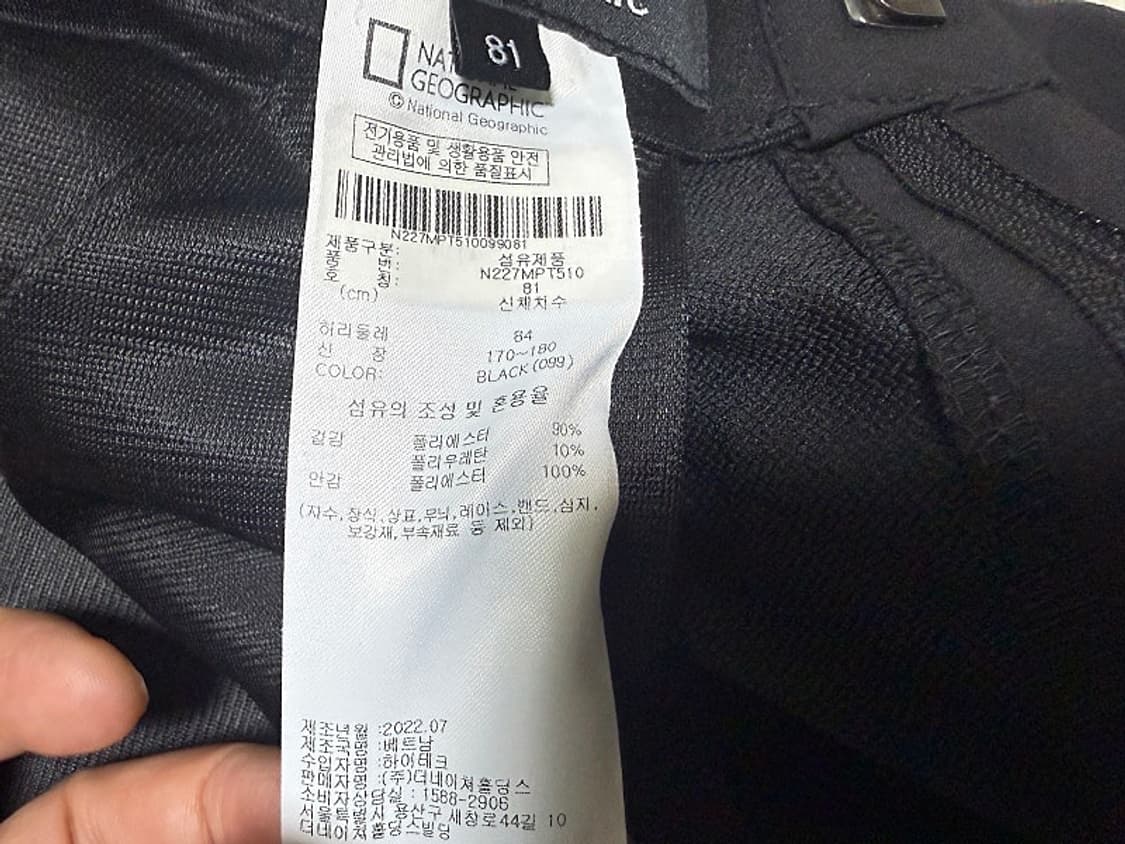 81
GEOGRAPHIC
© National Geographic
전기용품 및 생활용품 안전
관리법에 의한 품질표시
N227MPT510099081
제품구분: 섬유제품
품 번: N227MPT510
호 칭: 81
(cm) 신체치수
허리둘레 84
신 장 170~180
COLOR: BLACK(099)
섬유의 조성 및 혼용율
겉감 폴리에스터 90%
폴리우레탄 10%
안감 폴리에스터 100%
(자수,장식,상표,무늬,레이스,밴드,심지,
보강재,부속재료 등 제외)
제조년월 :2022.07
제조국명 :베트남
수입자명 :하이테크
판매자명 :(주)더네이쳐홀딩스
소비자상담실 : 1588-2906
서울특별시 용산구 새창로44길 10
더네이쳐홀딩스빌딩